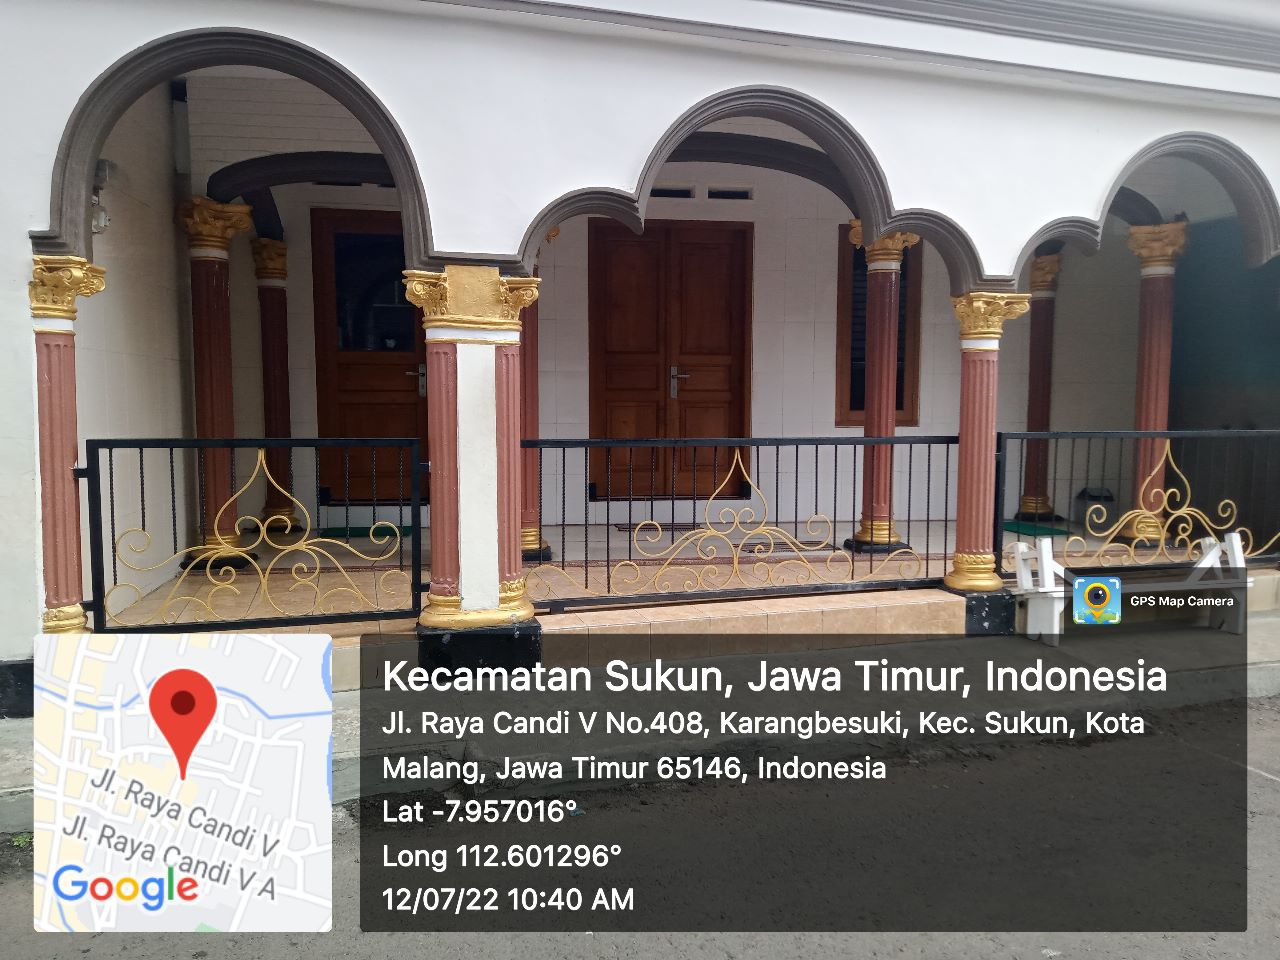 GPS Map Camera
Kecamatan Sukun, Jawa Timur, Indonesia
Jl. Raya Candi V No.408, Karangbesuki, Kec. Sukun, Kota
Malang, Jawa Timur 65146, Indonesia
Lat -7.957016°
Long 112.601296°
12/07/22 10:40 AM
Jl. Raya Candi V
Jl. Raya Candi V A
Google